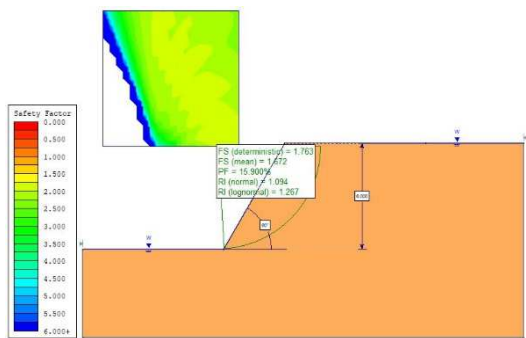 Safety Factor
0.000
0.500
1.000
1.500
2.000
2.500
3.000
3.500
4.000
4.500
5.000
5.500
6.000+
FS (deterministic) = 1.763
FS (mean) = 1.672
PF = 15.900%
RI (normal) = 1.094
RI (lognormal) = 1.267
W
W